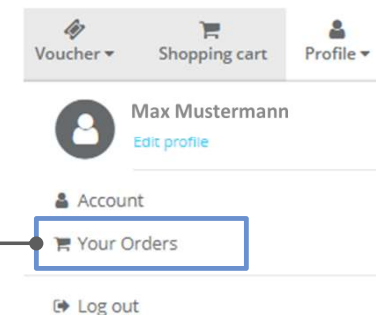 Voucher Shopping cart Profile
Max Mustermann
Edit profile
Account
Your Orders
Log out